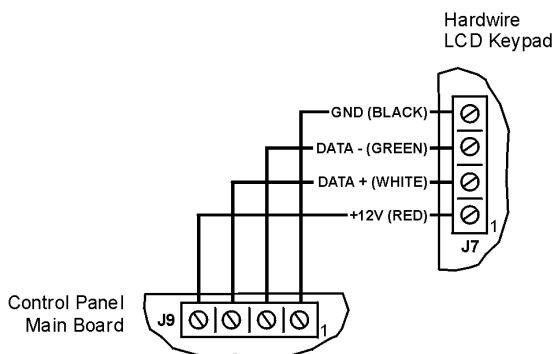 Hardwire
LCD Keypad
GND (BLACK)
DATA - (GREEN)
DATA + (WHITE)
+12V (RED)
1
J7
Control Panel
Main Board
J9
1